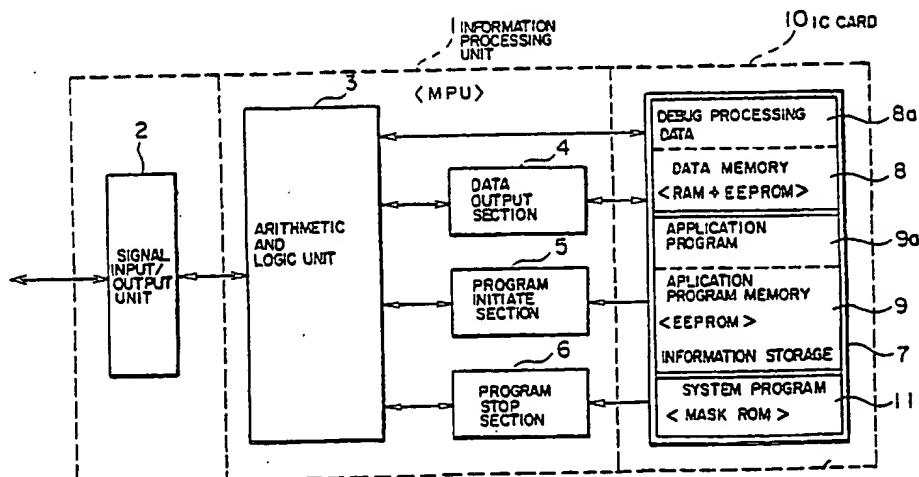 1 INFORMATION
PROCESSING
UNIT
10 IC CARD
<MPU>
3
2
SIGNAL
INPUT/
OUTPUT
UNIT
ARITHMETIC
AND
LOGIC UNIT
4
DATA
OUTPUT
SECTION
5
PROGRAM
INITIATE SECTION
6
PROGRAM
STOP
SECTION
DEBUG PROCESSING
DATA
8a
DATA MEMORY
<RAM + EEPROM>
8
APPLICATION
PROGRAM
9a
APLICATION
PROGRAM MEMORY
<EEPROM>
9
INFORMATION STORAGE
7
SYSTEM PROGRAM
< MASK ROM >
11